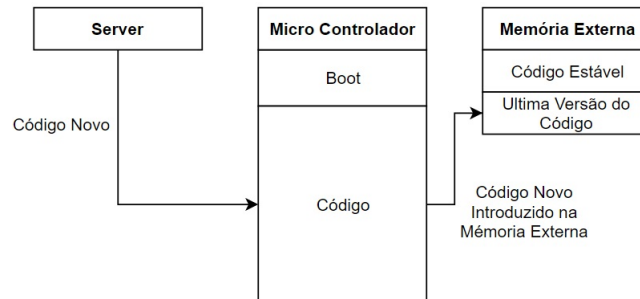 Server
Micro Controlador
Memória Externa
Boot
Código Estável
Ultima Versão do
Código
Código Novo
Código
Código Novo
Introduzido na
Mémoria Externa